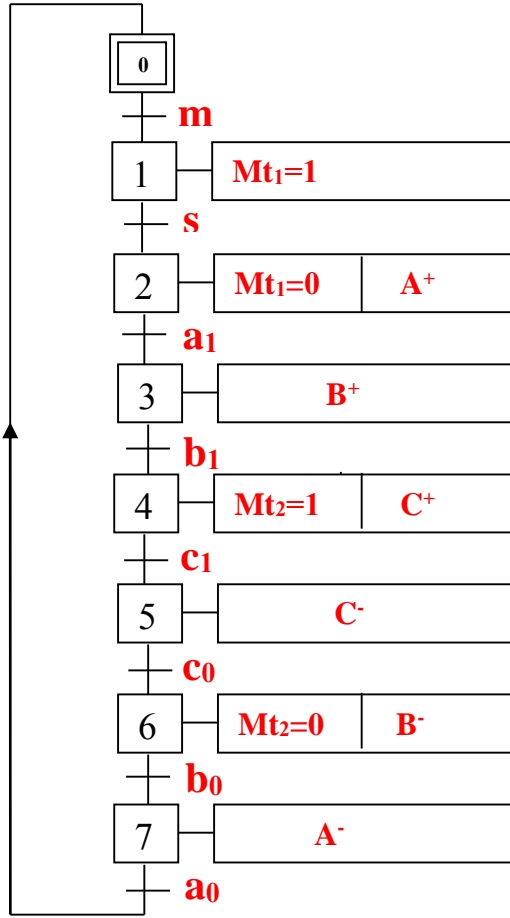 0
m
1 Mt₁=1
s
2 Mt₁=0 A⁺
a₁
3 B⁺
b₁
4 Mt₂=1 C⁺
c₁
5 C⁻
c₀
6 Mt₂=0 B⁻
b₀
7 A⁻
a₀